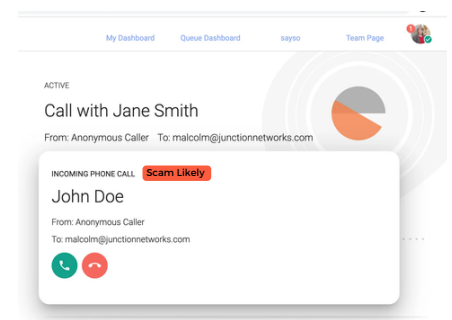 My Dashboard Queue Dashboard sayso Team Page
ACTIVE
Call with Jane Smith
From: Anonymous Caller To: malcolm@junctionnetworks.com
INCOMING PHONE CALL Scam Likely
John Doe
From: Anonymous Caller
To: malcolm@junctionnetworks.com